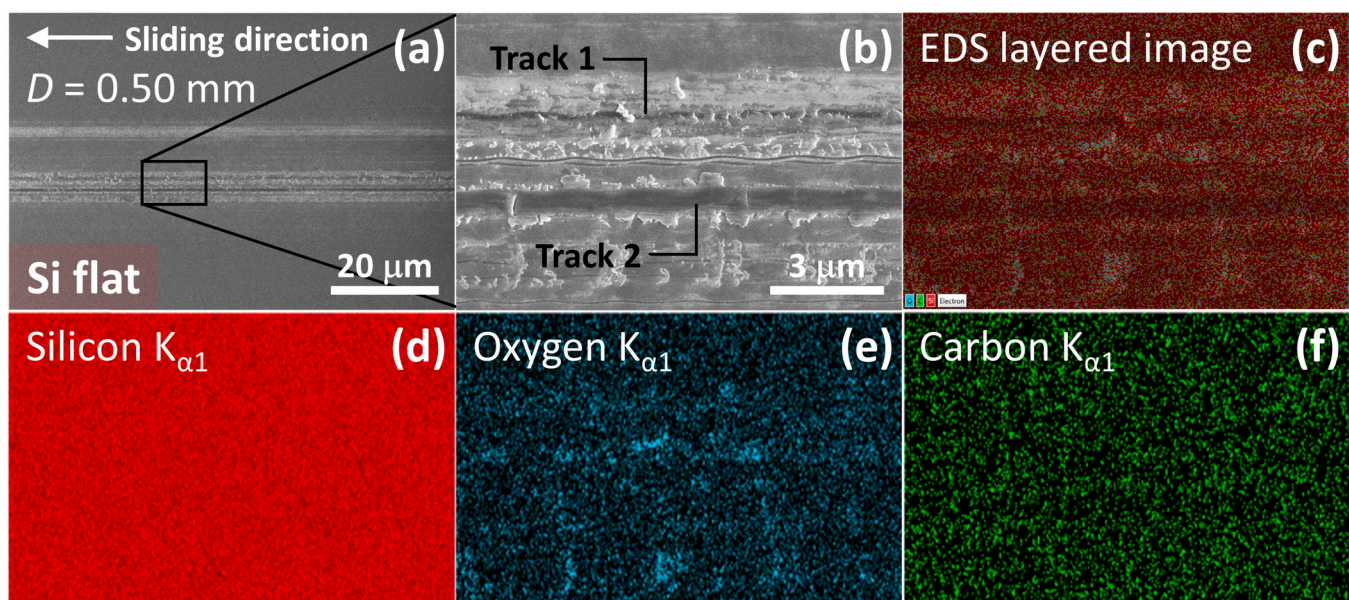 Sliding direction
(a)
D = 0.50 mm
Si flat
20 μm
Track 1
(b)
Track 2
3 μm
EDS layered image
(c)
Si
Electron
Silicon Kα1
(d)
Oxygen Kα1
(e)
Carbon Kα1
(f)